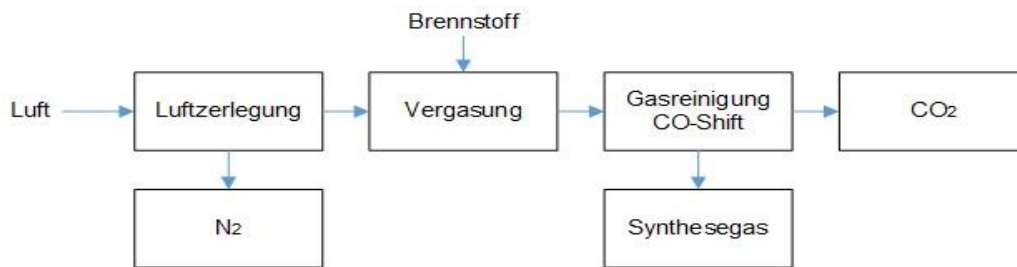 Brennstoff
Luft
Luftzerlegung
Vergasung
Gasreinigung
CO-Shift
CO2
N2
Synthesegas